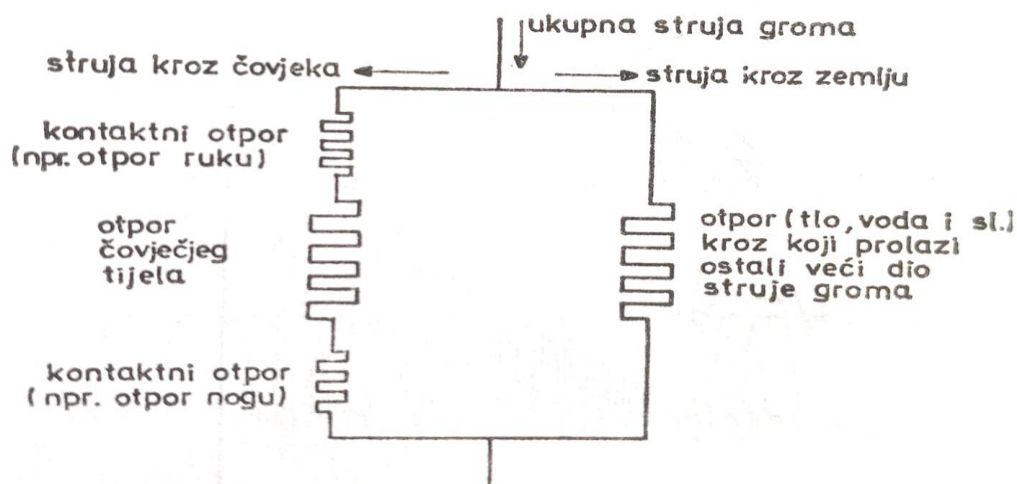 ukupna struja groma
struja kroz čovjeka
struja kroz zemlju
kontaktni otpor
(npr. otpor ruku)
otpor
čovječjeg
tijela
otpor (tlo, voda i sl.)
kroz koji prolazi
ostali veći dio
struje groma
kontaktni otpor
(npr. otpor nogu)